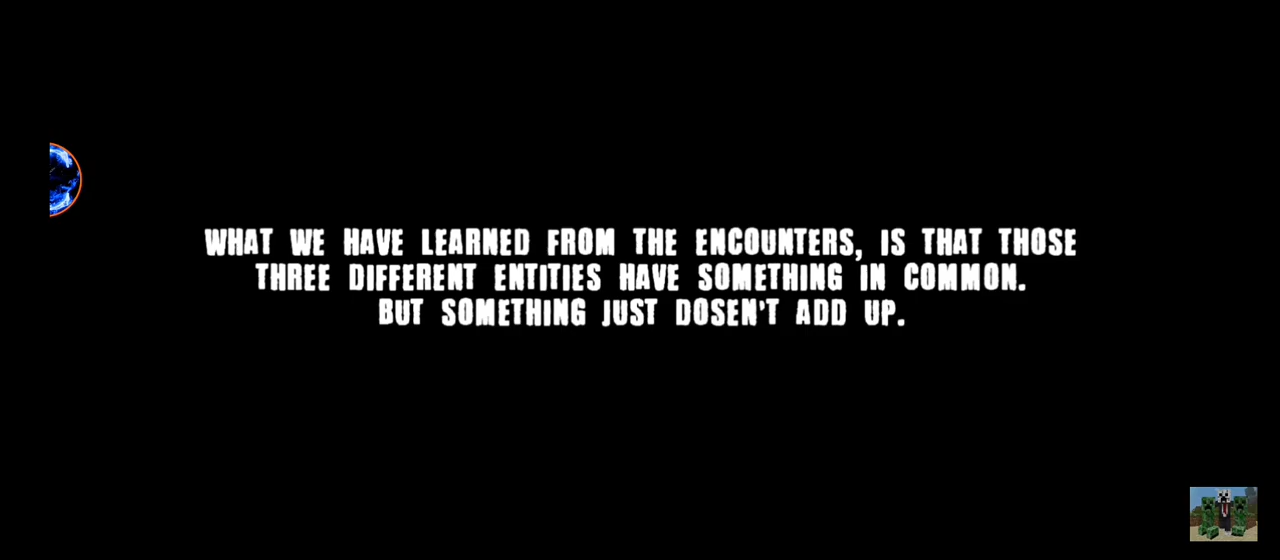 WHAT WE HAVE LEARNED FROM THE ENCOUNTERS, IS THAT THOSE
THREE DIFFERENT ENTITIES HAVE SOMETHING IN COMMON.
BUT SOMETHING JUST DOSEN'T ADD UP.